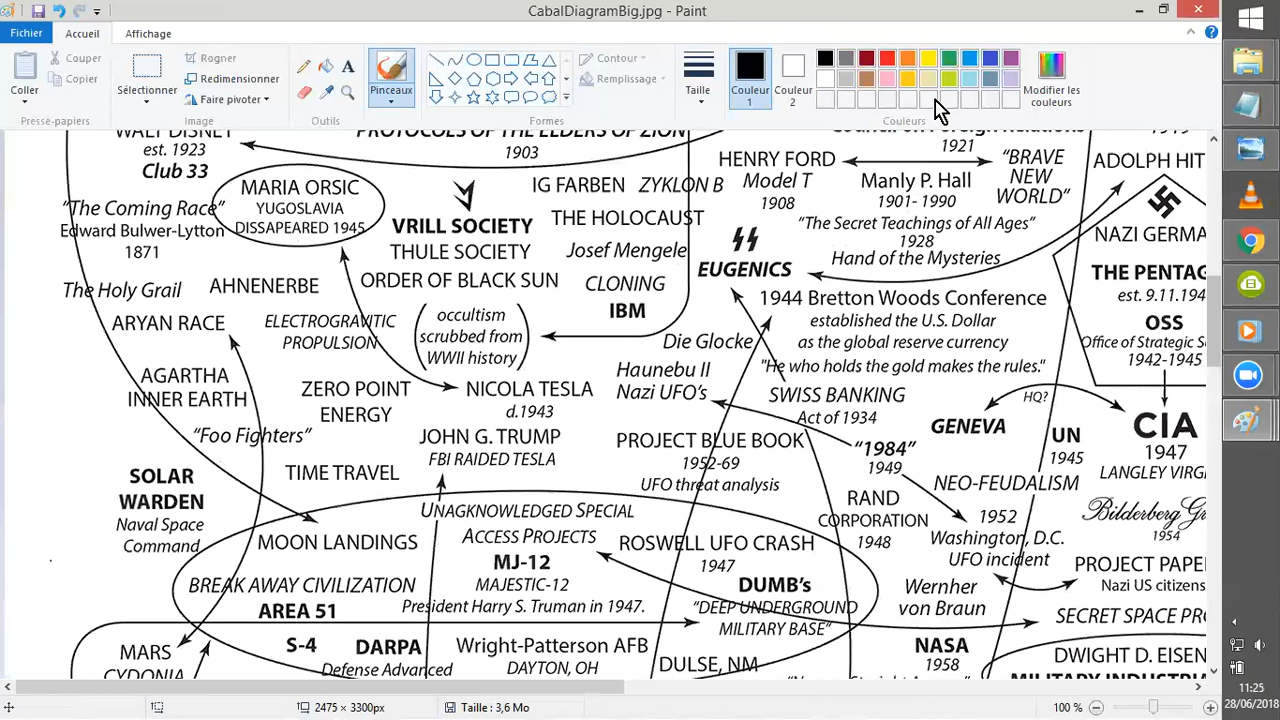 CabalDiagramBig.jpg - Paint
Fichier
Accueil
Affichage
Coller
Couper
Copier
Presse-papiers
Sélectionner
Rogner
Redimensionner
Faire pivoter
Image
Outils
Pinceaux
Formes
Contour
Remplissage
Taille
Couleur 1
Couleur 2
Couleurs
Modifier les couleurs
WALT DISNEY
est. 1923
Club 33
PROTOCOLS OF THE ELDERS OF ZION
1903
Council on Foreign Relations
1921
1949
HENRY FORD
Model T
1908
Manly P. Hall
1901- 1990
"BRAVE
NEW
WORLD"
ADOLPH HIT
MARIA ORSIC
YUGOSLAVIA
DISSAPEARED 1945
IG FARBEN
ZYKLON B
"The Coming Race"
Edward Bulwer-Lytton
1871
VRILL SOCIETY
THULE SOCIETY
ORDER OF BLACK SUN
THE HOLOCAUST
Josef Mengele
CLONING
IBM
"The Secret Teachings of All Ages"
1928
Hand of the Mysteries
EUGENICS
NAZI GERMA
THE PENTAG
est. 9.11.194
OSS
Office of Strategic S
1942-1945
The Holy Grail
AHNENERBE
ARYAN RACE
ELECTROGRAVITIC
PROPULSION
occultism
scrubbed from
WWII history
1944 Bretton Woods Conference
established the U.S. Dollar
as the global reserve currency
"He who holds the gold makes the rules."
Die Glocke
Haunebu II
Nazi UFO's
AGARTHA
INNER EARTH
ZERO POINT
ENERGY
NICOLA TESLA
d.1943
SWISS BANKING
Act of 1934
HQ?
GENEVA
CIA
1947
LANGLEY VIRG
UN
1945
"Foo Fighters"
JOHN G. TRUMP
FBI RAIDED TESLA
PROJECT BLUE BOOK
1952-69
UFO threat analysis
"1984"
1949
SOLAR
WARDEN
Naval Space
Command
TIME TRAVEL
NEO-FEUDALISM
RAND
CORPORATION
1948
1952
Washington, D.C.
UFO incident
Bilderberg Gr
1954
UNACKNOWLEDGED SPECIAL
ACCESS PROJECTS
MOON LANDINGS
MJ-12
MAJESTIC-12
President Harry S. Truman in 1947.
ROSWELL UFO CRASH
1947
PROJECT PAPE
Nazi US citizens
BREAK AWAY CIVILIZATION
AREA 51
DUMB's
"DEEP UNDERGROUND
MILITARY BASE"
Wernher
von Braun
SECRET SPACE PR
MARS
CYDONIA
S-4
DARPA
Defense Advanced
Wright-Patterson AFB
DAYTON, OH
DULSE, NM
NASA
1958
DWIGHT D. EISEN
MILITARY INDUSTRI
2475 × 3300px
Taille : 3,6 Mo
100 %
11:25
28/06/2018